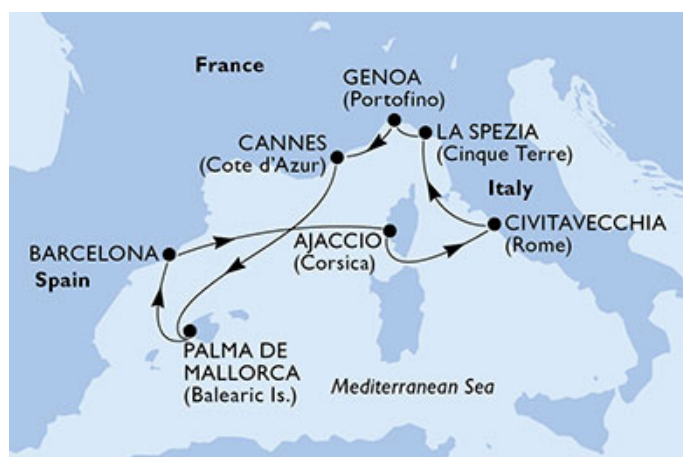 France
GENOA
(Portofino)
CANNES
(Cote d'Azur)
LA SPEZIA
(Cinque Terre)
Italy
CIVITAVECCHIA
(Rome)
AJACCIO
(Corsica)
BARCELONA
Spain
PALMA DE
MALLORCA
(Balearic Is.)
Mediterranean Sea